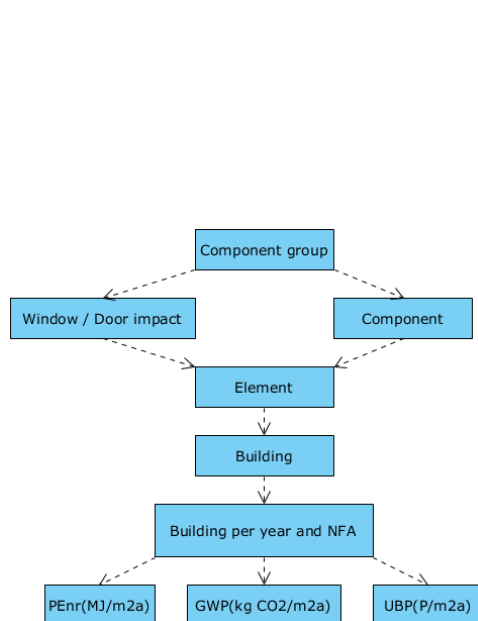 Component group
Window / Door impact
Component
Element
Building
Building per year and NFA
PEnr(MJ/m2a)
GWP(kg CO2/m2a)
UBP(P/m2a)